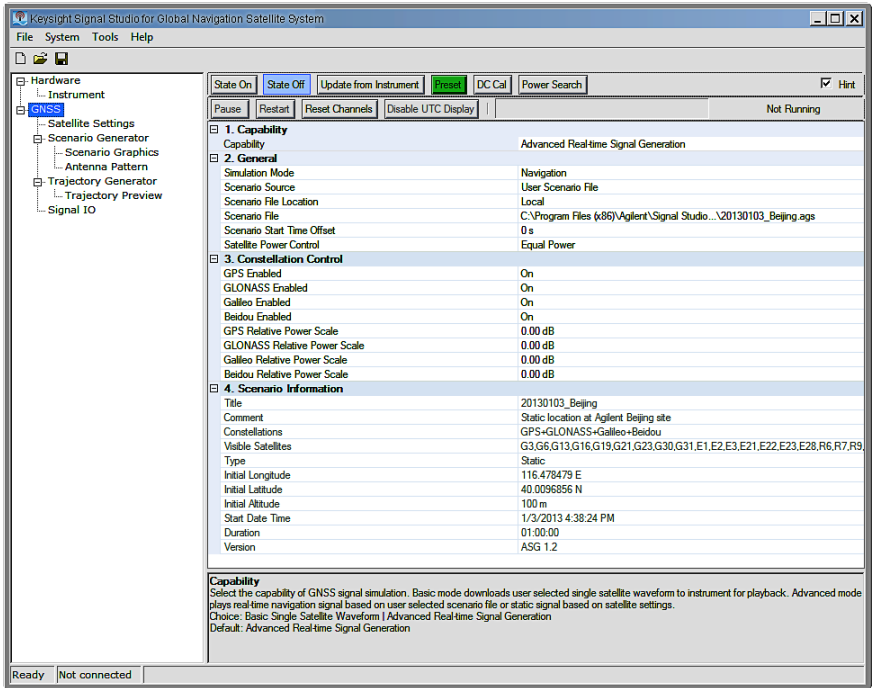 Keysight Signal Studio for Global Navigation Satellite System
File System Tools Help
Hardware
Instrument
GNSS
Satellite Settings
Scenario Generator
Scenario Graphics
Antenna Pattern
Trajectory Generator
Trajectory Preview
Signal IO
State On State Off Update from Instrument Preset DC Cal Power Search Hint
Pause Restart Reset Channels Disable UTC Display Not Running
1. Capability
Capability Advanced Real-time Signal Generation
2. General
Simulation Mode Navigation
Scenario Source User Scenario File
Scenario File Location Local
Scenario File C:\Program Files (x86)\Agilent\Signal Studio...\20130103_Beijing.ags
Scenario Start Time Offset 0 s
Satellite Power Control Equal Power
3. Constellation Control
GPS Enabled On
GLONASS Enabled On
Galileo Enabled On
Beidou Enabled On
GPS Relative Power Scale 0.00 dB
GLONASS Relative Power Scale 0.00 dB
Galileo Relative Power Scale 0.00 dB
Beidou Relative Power Scale 0.00 dB
4. Scenario Information
Title 20130103_Beijing
Comment Static location at Agilent Beijing site
Constellations GPS+GLONASS+Galileo+Beidou
Visible Satellites G3,G6,G13,G16,G19,G21,G23,G30,G31,E1,E2,E3,E21,E22,E23,E28,R6,R7,R9,
Type Static
Initial Longitude 116.478479 E
Initial Latitude 40.0096856 N
Initial Altitude 100 m
Start Date Time 1/3/2013 4:38:24 PM
Duration 01:00:00
Version ASG 1.2
Capability
Select the capability of GNSS signal simulation. Basic mode downloads user selected single satellite waveform to instrument for playback. Advanced mode
plays real-time navigation signal based on user selected scenario file or static signal based on satellite settings.
Choice: Basic Single Satellite Waveform | Advanced Real-time Signal Generation
Default: Advanced Real-time Signal Generation
Ready Not connected